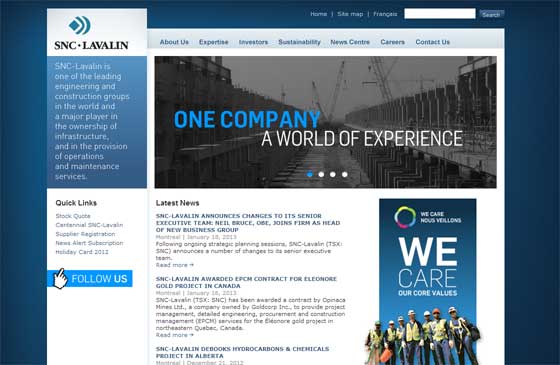 Home | Site map | Français
Search
SNC•LAVALIN
About Us Expertise Investors Sustainability News Centre Careers Contact Us
SNC-Lavalin is
one of the leading
engineering and
construction groups
in the world and
a major player in
the ownership of
infrastructure,
and in the provision
of operations
and maintenance
services.
ONE COMPANY
A WORLD OF EXPERIENCE
Quick Links
Stock Quote
Centennial SNC-Lavalin
Supplier Registration
News Alert Subscription
Holiday Card 2012
FOLLOW US
Latest News
SNC-LAVALIN ANNOUNCES CHANGES TO ITS SENIOR
EXECUTIVE TEAM: NEIL BRUCE, OBE, JOINS FIRM AS HEAD
OF NEW BUSINESS GROUP
Montreal | January 18, 2013
Following ongoing strategic planning sessions, SNC-Lavalin (TSX:
SNC) announces a number of changes to its senior executive
team.
Read more →
SNC-LAVALIN AWARDED EPCM CONTRACT FOR ELEONORE
GOLD PROJECT IN CANADA
Montreal | January 16, 2013
SNC-Lavalin (TSX: SNC) has been awarded a contract by Opinaca
Mines Ltd., a company owned by Goldcorp Inc., to provide project
management, detailed engineering, procurement and construction
management (EPCM) services for the Éléonore gold project in
northeastern Quebec, Canada.
Read more →
SNC-LAVALIN DEBOOKS HYDROCARBONS & CHEMICALS
PROJECT IN ALBERTA
Montreal | December 21, 2012
WE CARE
NOUS VEILLONS
WE
CARE
OUR CORE VALUES